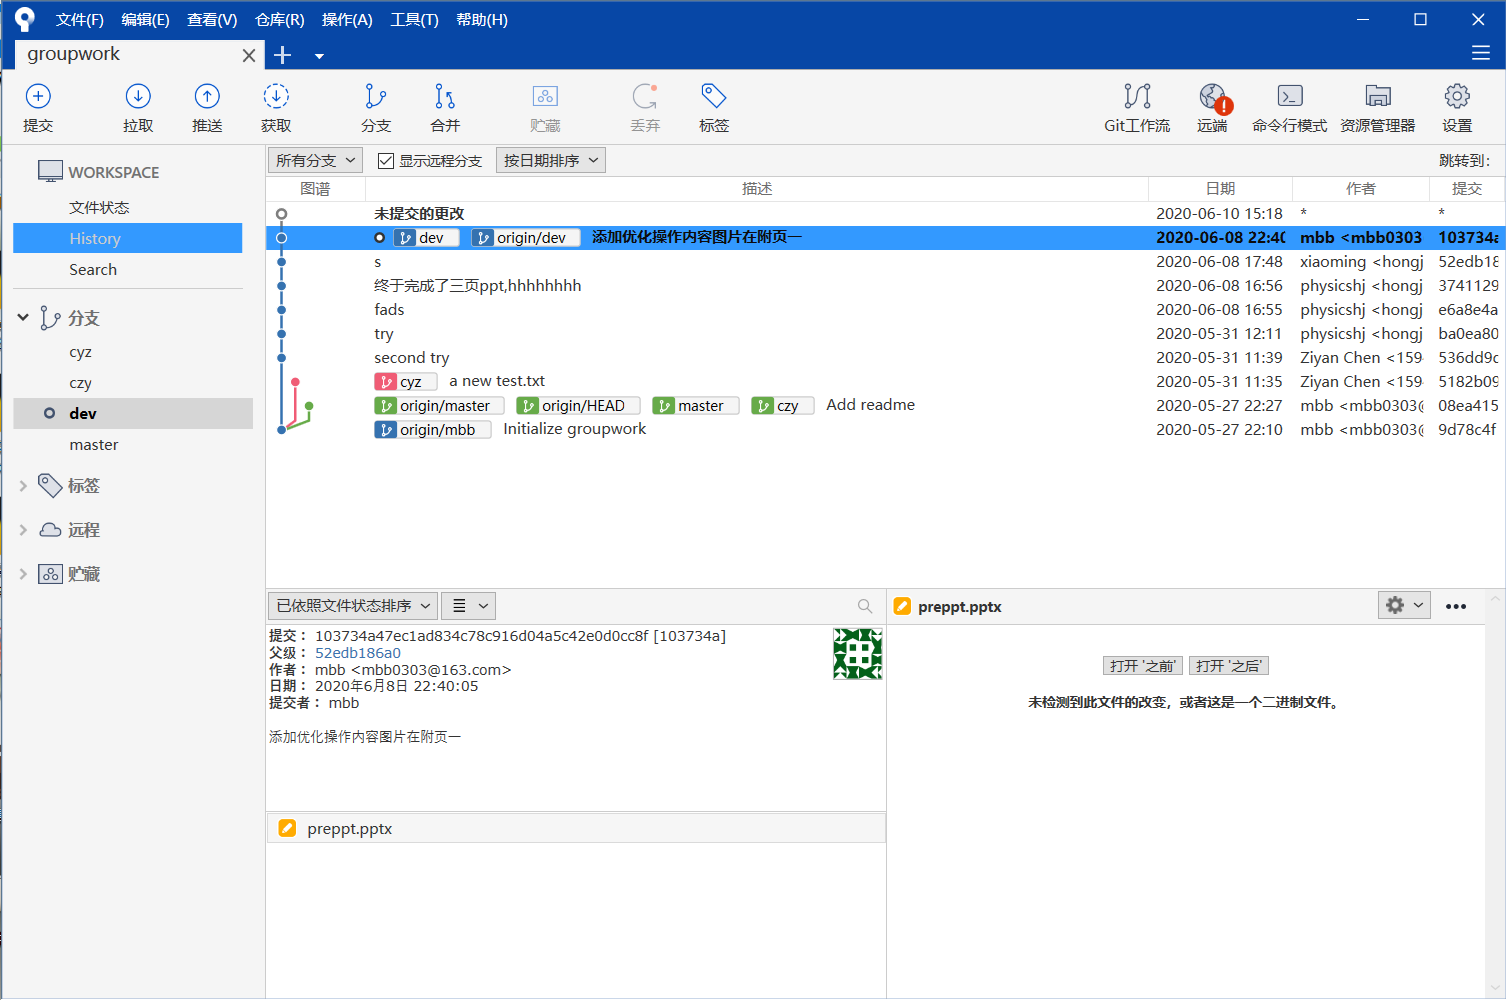 文件(F) 编辑(E) 查看(V) 仓库(R) 操作(A) 工具(T) 帮助(H)
groupwork
提交 拉取 推送 获取 分支 合并 贮藏 丢弃 标签 Git工作流 远端 命令行模式 资源管理器 设置
WORKSPACE
文件状态
History
Search
分支
cyz
czy
dev
master
标签
远程
贮藏
所有分支 显示远程分支 按日期排序 跳转到:
图谱 描述 日期 作者 提交
未提交的更改 2020-06-10 15:18 * *
dev origin/dev 添加优化操作内容图片在附页一 2020-06-08 22:40 mbb <mbb0303 103734a
s 2020-06-08 17:48 xiaoming <hongj 52edb18
终于完成了三页ppt,hhhhhhhh 2020-06-08 16:56 physicshj <hongj 3741129
fads 2020-06-08 16:55 physicshj <hongj e6a8e4a
try 2020-05-31 12:11 physicshj <hongj ba0ea80
second try 2020-05-31 11:39 Ziyan Chen <159 536dd9c
cyz a new test.txt 2020-05-31 11:35 Ziyan Chen <159 5182b09
origin/master origin/HEAD master czy Add readme 2020-05-27 22:27 mbb <mbb0303@ 08ea415
origin/mbb Initialize groupwork 2020-05-27 22:10 mbb <mbb0303@ 9d78c4f
已依照文件状态排序
提交： 103734a47ec1ad834c78c916d04a5c42e0d0cc8f [103734a]
父级： 52edb186a0
作者： mbb <mbb0303@163.com>
日期： 2020年6月8日 22:40:05
提交者： mbb
添加优化操作内容图片在附页一
preppt.pptx
preppt.pptx
打开 '之前' 打开 '之后'
未检测到此文件的改变，或者这是一个二进制文件。